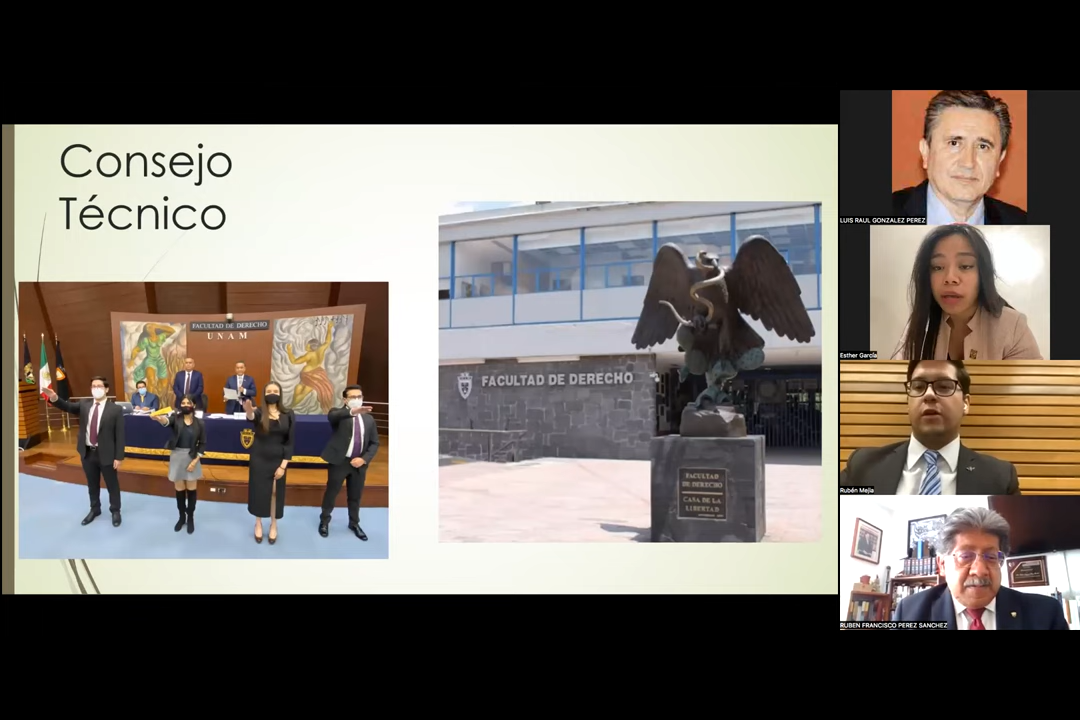 Consejo
Técnico
FACULTAD DE DERECHO
UNAM
FACULTAD DE DERECHO
FACULTAD
DE DERECHO
CASA DE LA
LIBERTAD
LUIS RAUL GONZALEZ PEREZ
Esther García
Rubén Mejía
RUBEN FRANCISCO PEREZ SANCHEZ